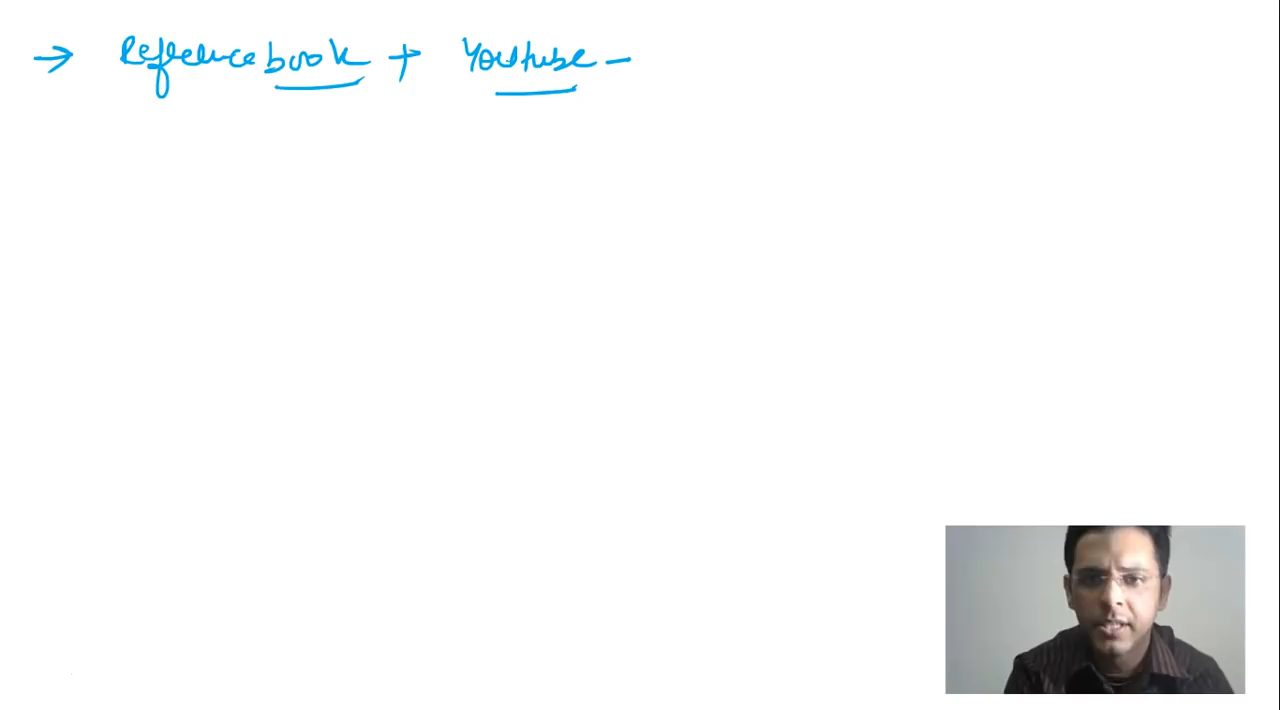 → Reference book + Youtube –